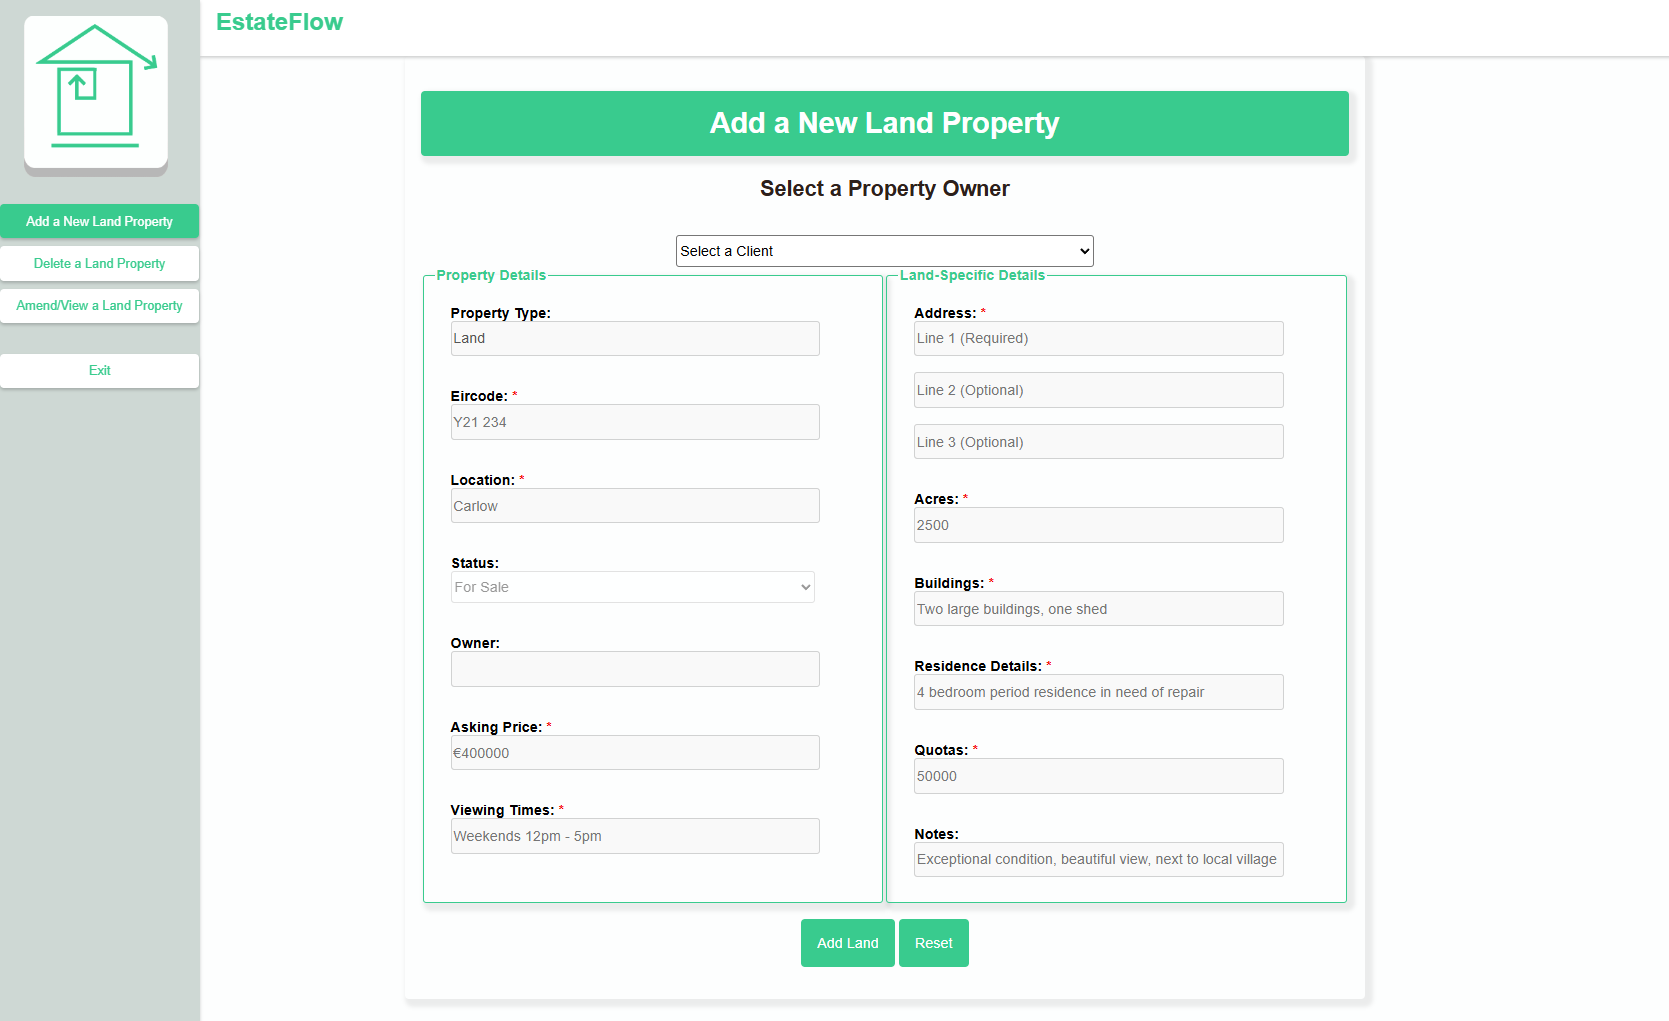 EstateFlow
Add a New Land Property
Delete a Land Property
Amend/View a Land Property
Exit
Add a New Land Property
Select a Property Owner
Select a Client
Property Details
Property Type:
Land
Eircode: *
Y21 234
Location: *
Carlow
Status:
For Sale
Owner:
Asking Price: *
€400000
Viewing Times: *
Weekends 12pm - 5pm
Land-Specific Details
Address: *
Line 1 (Required)
Line 2 (Optional)
Line 3 (Optional)
Acres: *
2500
Buildings: *
Two large buildings, one shed
Residence Details: *
4 bedroom period residence in need of repair
Quotas: *
50000
Notes:
Exceptional condition, beautiful view, next to local village
Add Land
Reset